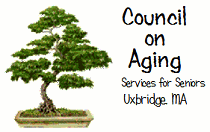 Council
on
Aging
Services for Seniors
Uxbridge, MA